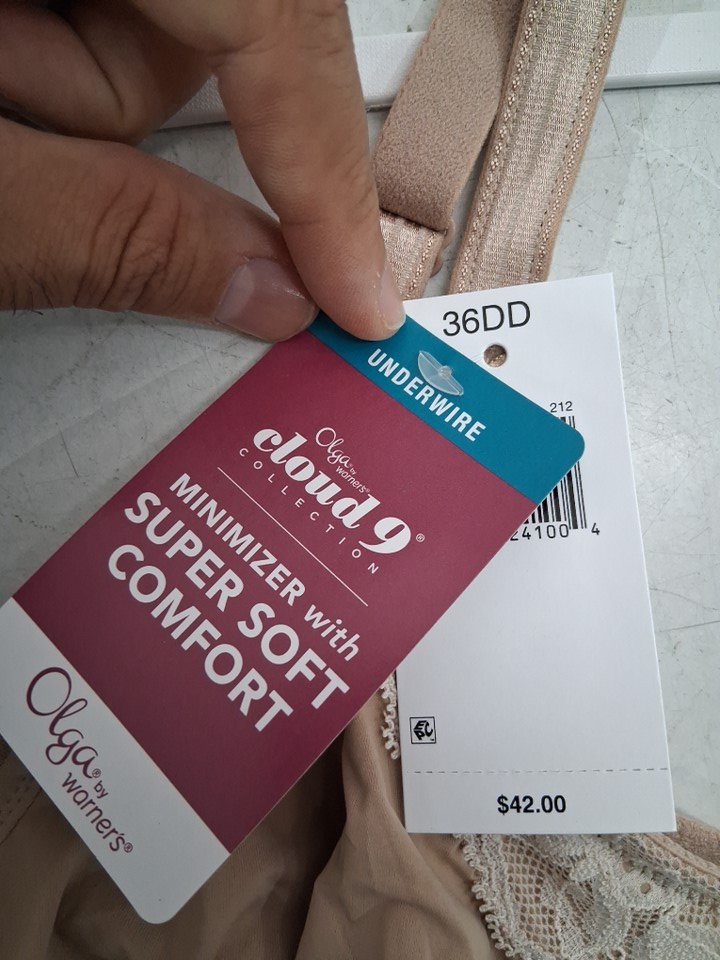 36DD
UNDERWIRE
212
24100 4
Olga® by warner's®
cloud 9®
COLLECTION
MINIMIZER with
SUPER SOFT
COMFORT
Olga® by
warner's®
EPC
$42.00